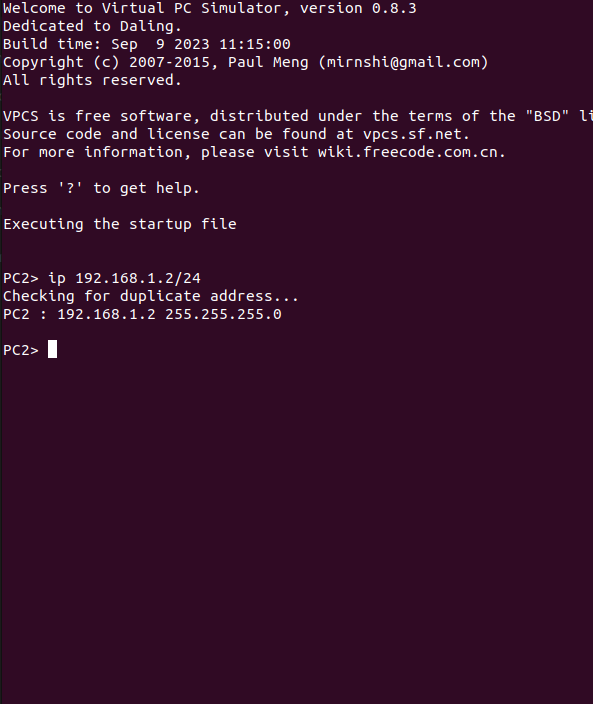 Welcome to Virtual PC Simulator, version 0.8.3
Dedicated to Daling.
Build time: Sep  9 2023 11:15:00
Copyright (c) 2007-2015, Paul Meng (mirnshi@gmail.com)
All rights reserved.
VPCS is free software, distributed under the terms of the "BSD" li
Source code and license can be found at vpcs.sf.net.
For more information, please visit wiki.freecode.com.cn.
Press '?' to get help.
Executing the startup file
PC2> ip 192.168.1.2/24
Checking for duplicate address...
PC2 : 192.168.1.2 255.255.255.0
PC2>